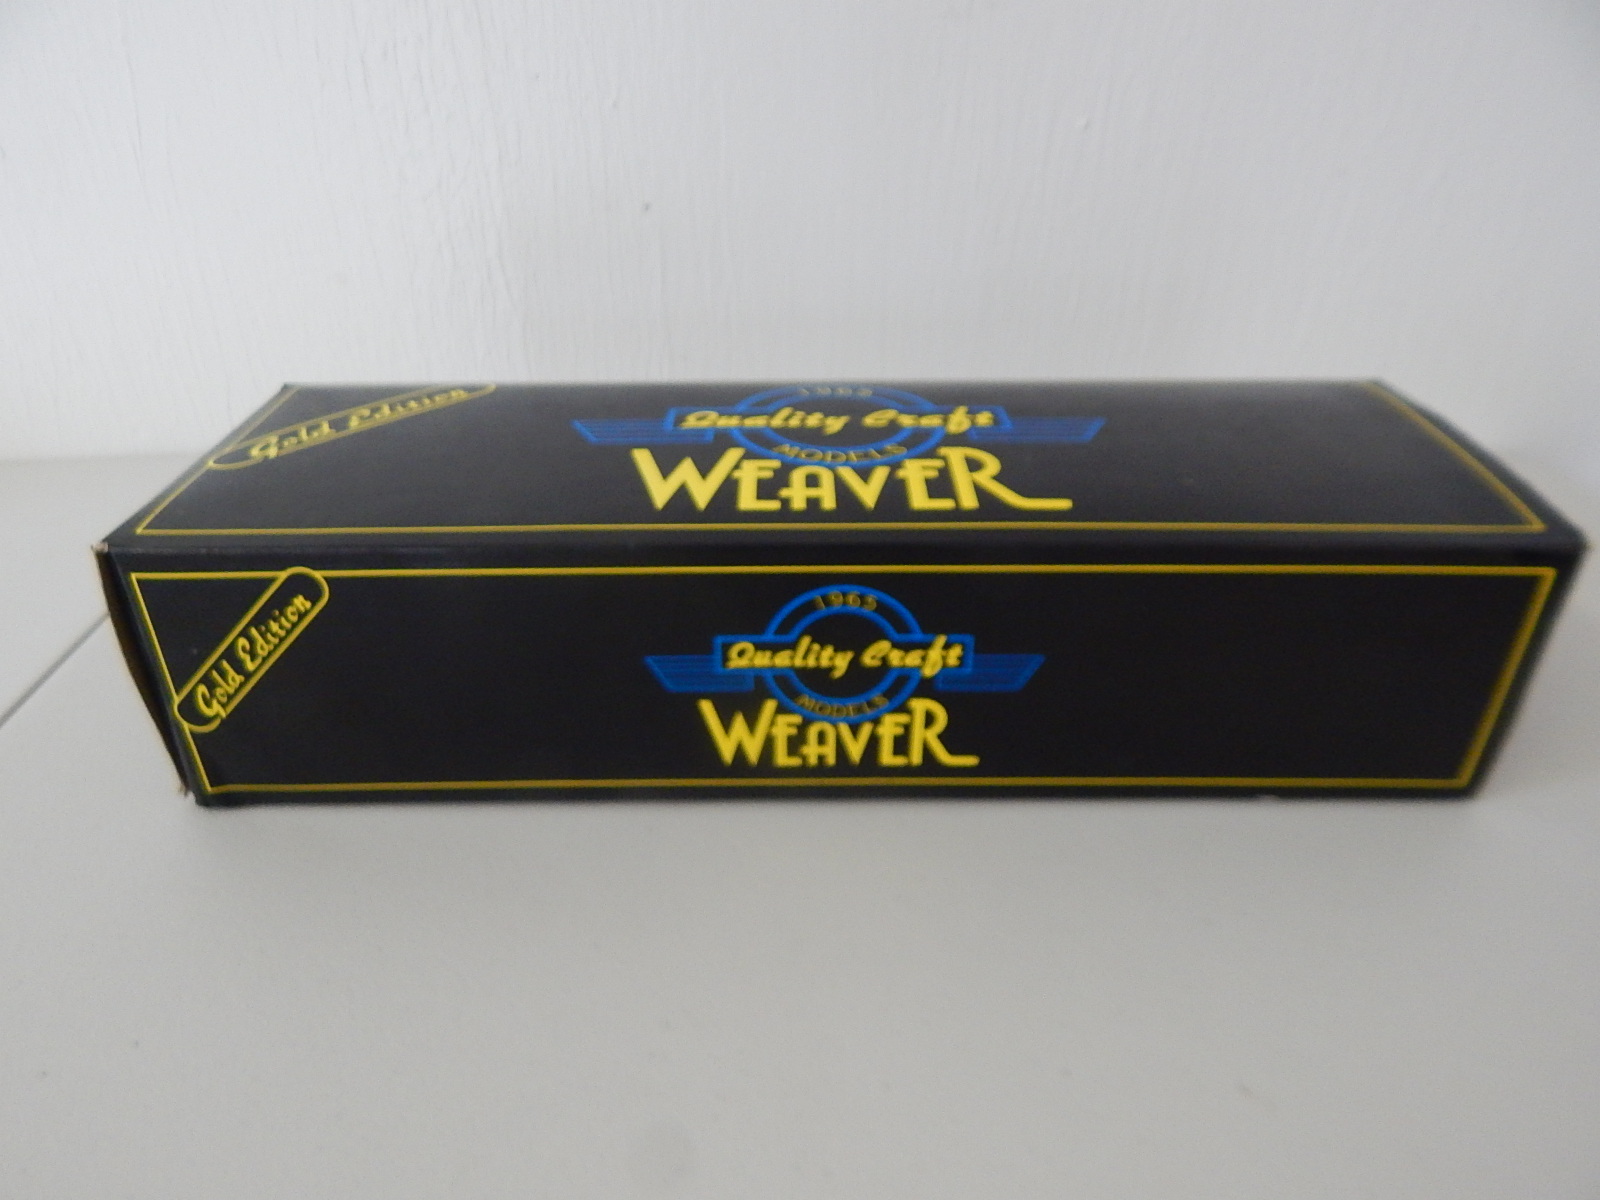 Gold Edition
1965
Quality Craft
MODELS
WEAVER
Gold Edition
1965
Quality Craft
MODELS
WEAVER